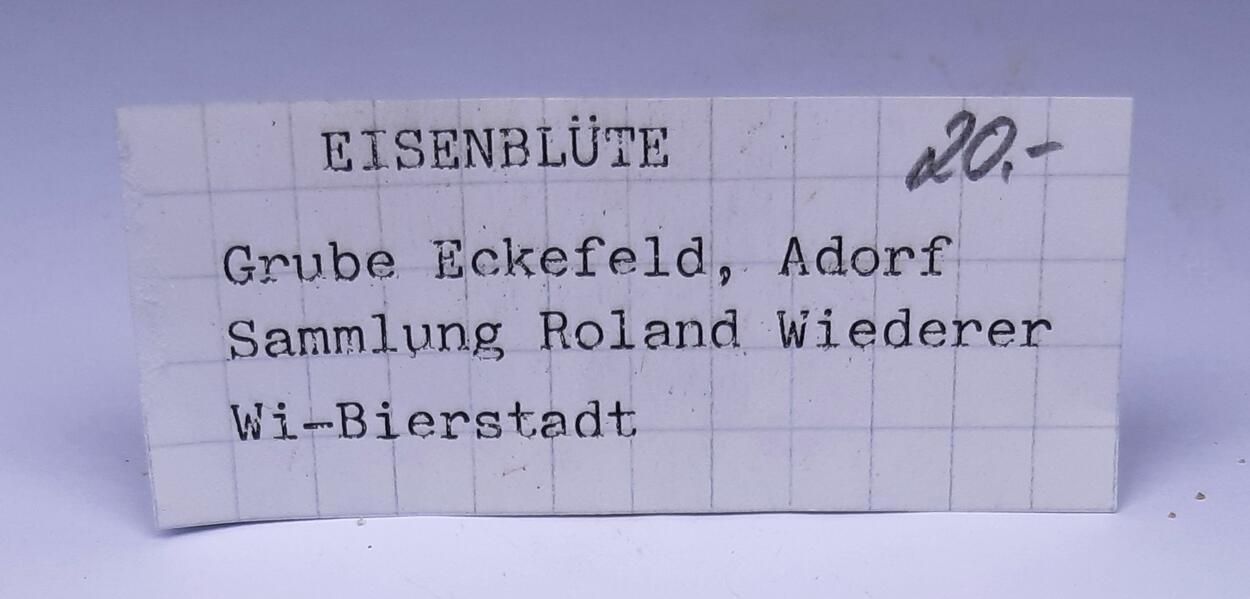 EISENBLÜTE 20.-
Grube Eckefeld, Adorf
Sammlung Roland Wiederer
Wi-Bierstadt